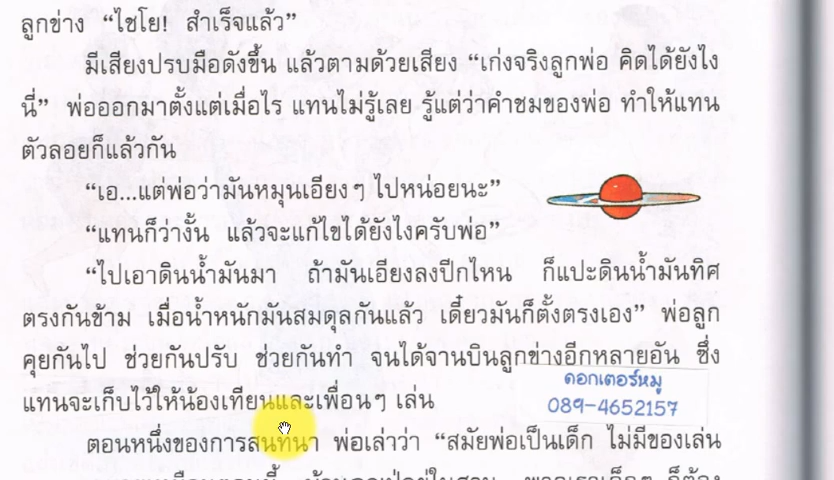 ลูกข่าง “ไชโย! สำเร็จแล้ว”
มีเสียงปรบมือดังขึ้น แล้วตามด้วยเสียง “เก่งจริงลูกพ่อ คิดได้ยังไง
นี่” พ่อออกมาตั้งแต่เมื่อไร แทนไม่รู้เลย รู้แต่ว่าคำชมของพ่อ ทำให้แทน
ตัวลอยก็แล้วกัน
“เอ...แต่พ่อว่ามันหมุนเอียงๆ ไปหน่อยนะ”
“แทนก็ว่างั้น แล้วจะแก้ไขได้ยังไงครับพ่อ”
“ไปเอาดินน้ำมันมา ถ้ามันเอียงลงปีกไหน ก็แปะดินน้ำมันทิศ
ตรงกันข้าม เมื่อน้ำหนักมันสมดุลกันแล้ว เดี๋ยวมันก็ตั้งตรงเอง” พ่อลูก
คุยกันไป ช่วยกันปรับ ช่วยกันทำ จนได้จานบินลูกข่างอีกหลายอัน ซึ่ง
แทนจะเก็บไว้ให้น้องเทียนและเพื่อนๆ เล่น
ดอกเตอร์หมู
089-4652157
ตอนหนึ่งของการสนทนา พ่อเล่าว่า “สมัยพ่อเป็นเด็ก ไม่มีของเล่น